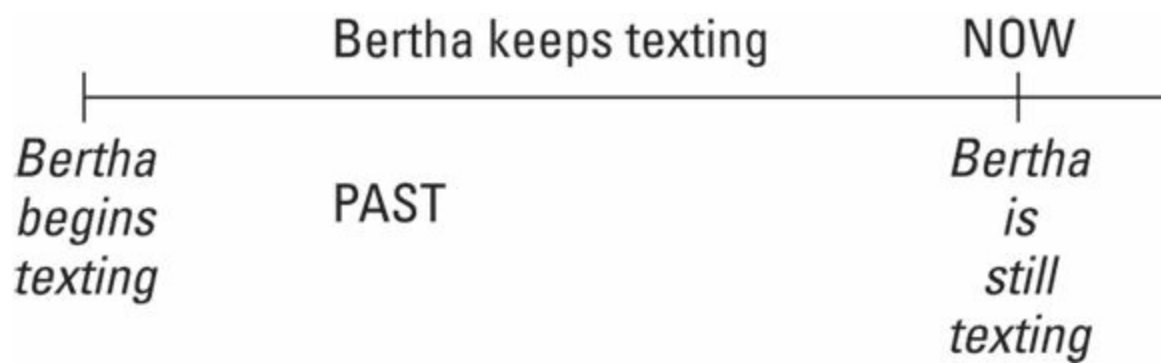 Bertha keeps texting NOW
Bertha
begins
texting
PAST
Bertha
is
still
texting